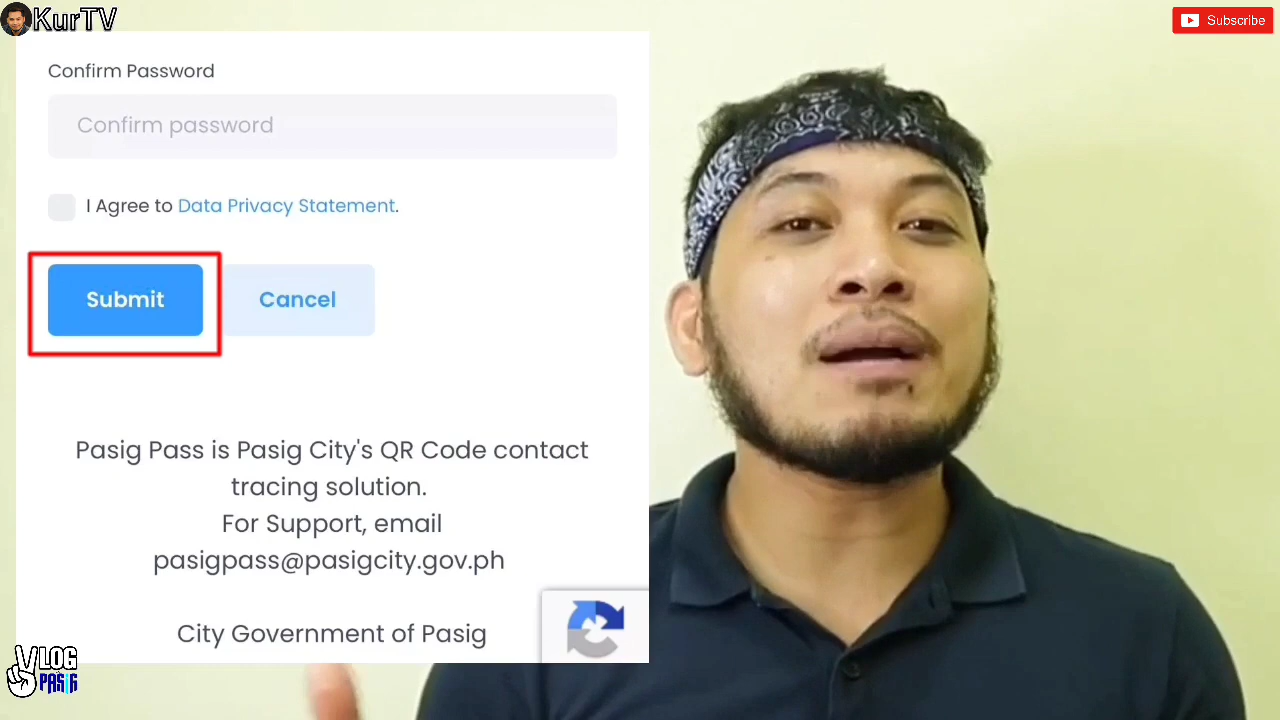 KurTV
Subscribe
Confirm Password
Confirm password
I Agree to Data Privacy Statement.
Submit
Cancel
Pasig Pass is Pasig City's QR Code contact
tracing solution.
For Support, email
pasigpass@pasigcity.gov.ph
City Government of Pasig
VLOG
PASIG